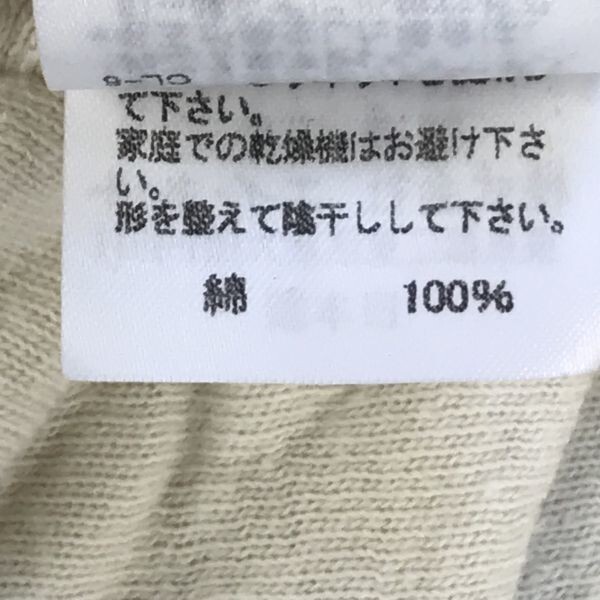 て下さい。
家庭での乾燥機はお避け下さ
い。
形を整えて陰干しして下さい。
綿 100%